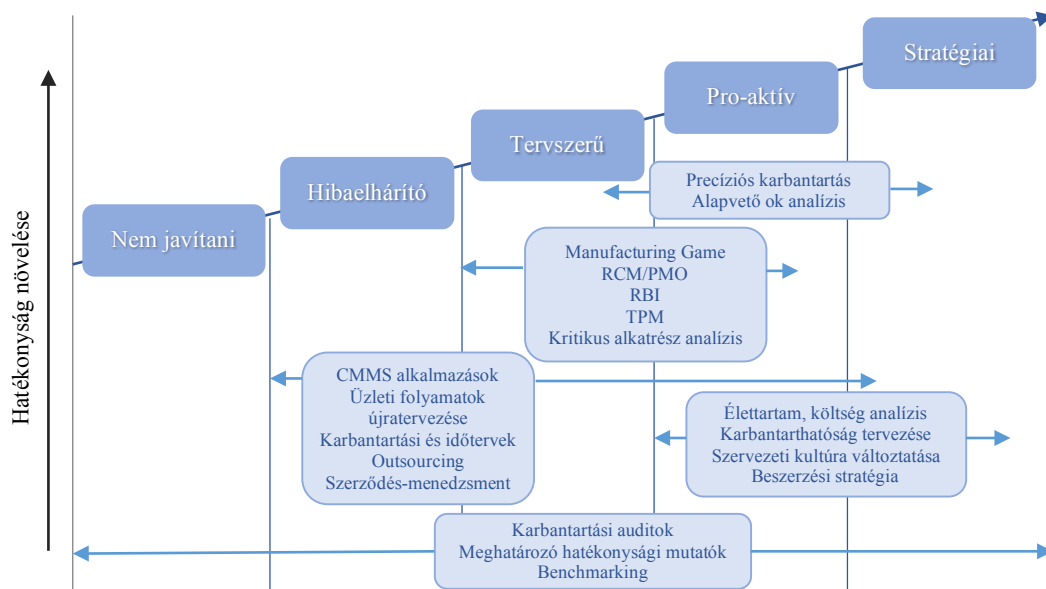 Stratégiai
Pro-aktív
Tervszerű
Hibaelhárító
Nem javítani
Hatékonyság növelése
Precíziós karbantartás
Alapvető ok analízis
Manufacturing Game
RCM/PMO
RBI
TPM
Kritikus alkatrész analízis
CMMS alkalmazások
Üzleti folyamatok
újratervezése
Karbantartási és időtervek
Outsourcing
Szerződés-menedzsment
Élettartam, költség analízis
Karbantarthatóság tervezése
Szervezeti kultúra változtatása
Beszerzési stratégia
Karbantartási auditok
Meghatározó hatékonysági mutatók
Benchmarking